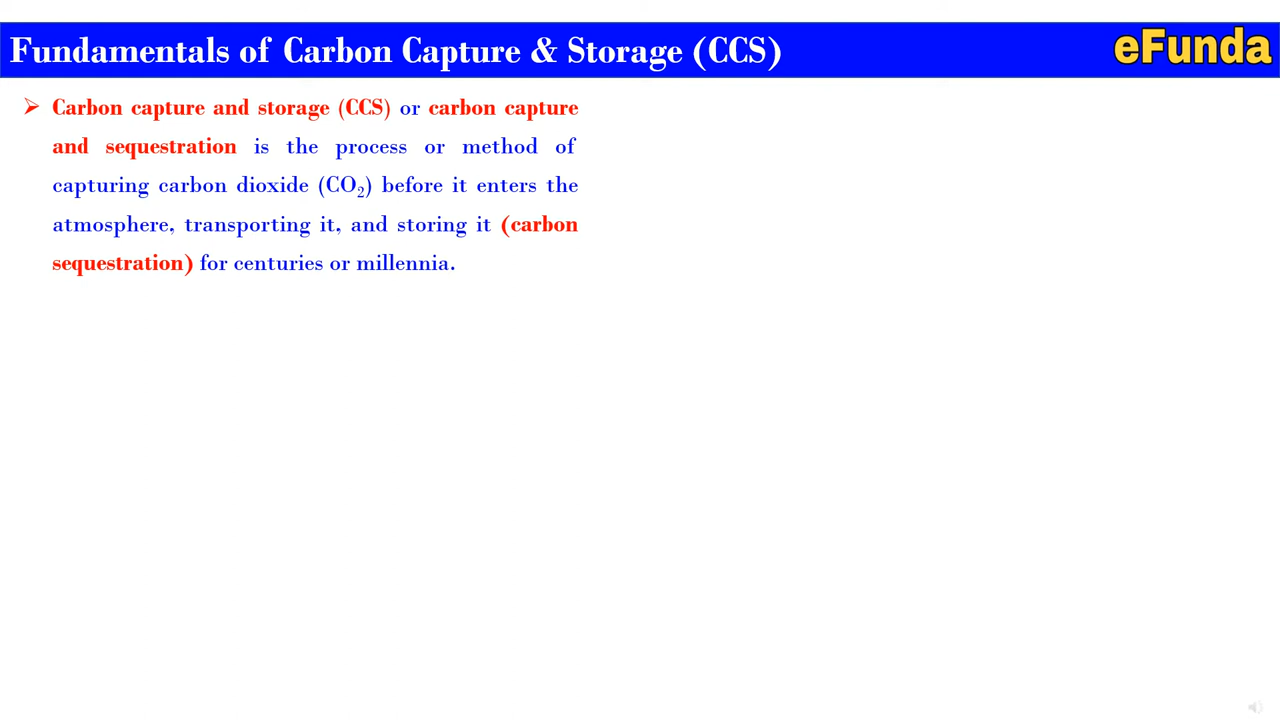 Fundamentals of Carbon Capture & Storage (CCS)
eFunda
➢ Carbon capture and storage (CCS) or carbon capture
and sequestration is the process or method of
capturing carbon dioxide (CO₂) before it enters the
atmosphere, transporting it, and storing it (carbon
sequestration) for centuries or millennia.